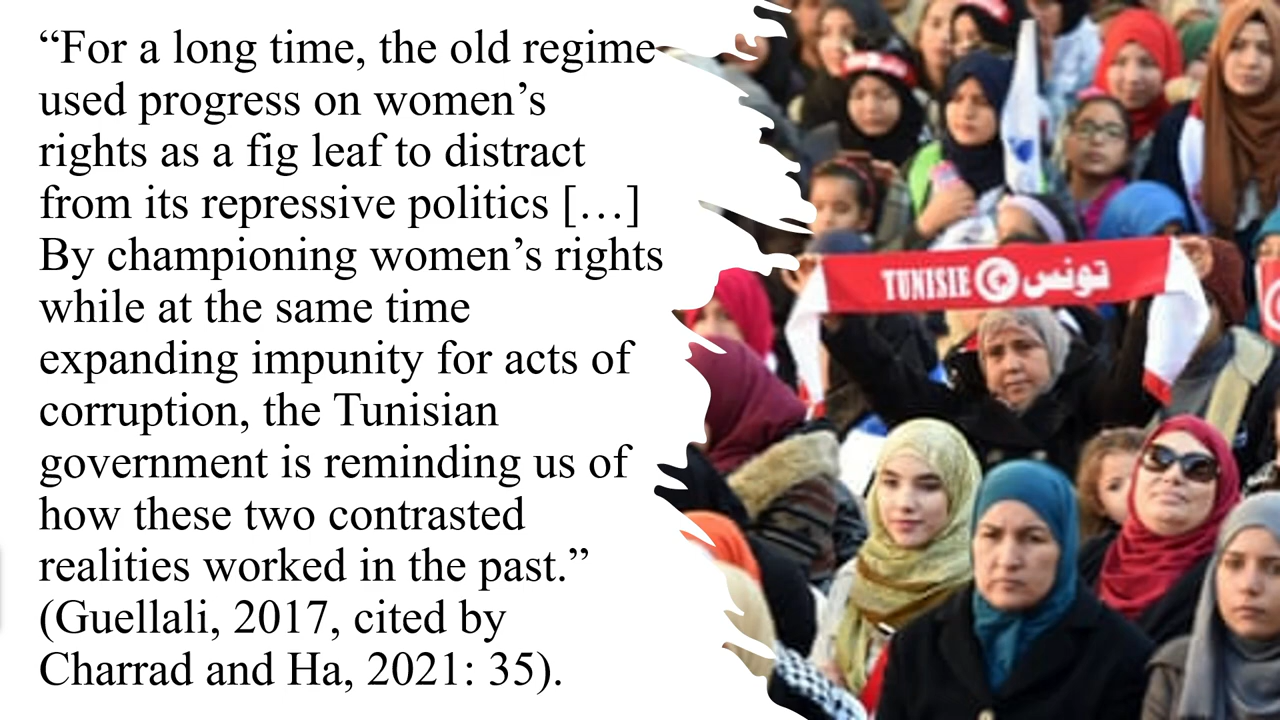 “For a long time, the old regime
used progress on women’s
rights as a fig leaf to distract
from its repressive politics […]
By championing women’s rights
while at the same time
expanding impunity for acts of
corruption, the Tunisian
government is reminding us of
how these two contrasted
realities worked in the past.”
(Guellali, 2017, cited by
Charrad and Ha, 2021: 35).
TUNISIE تونس